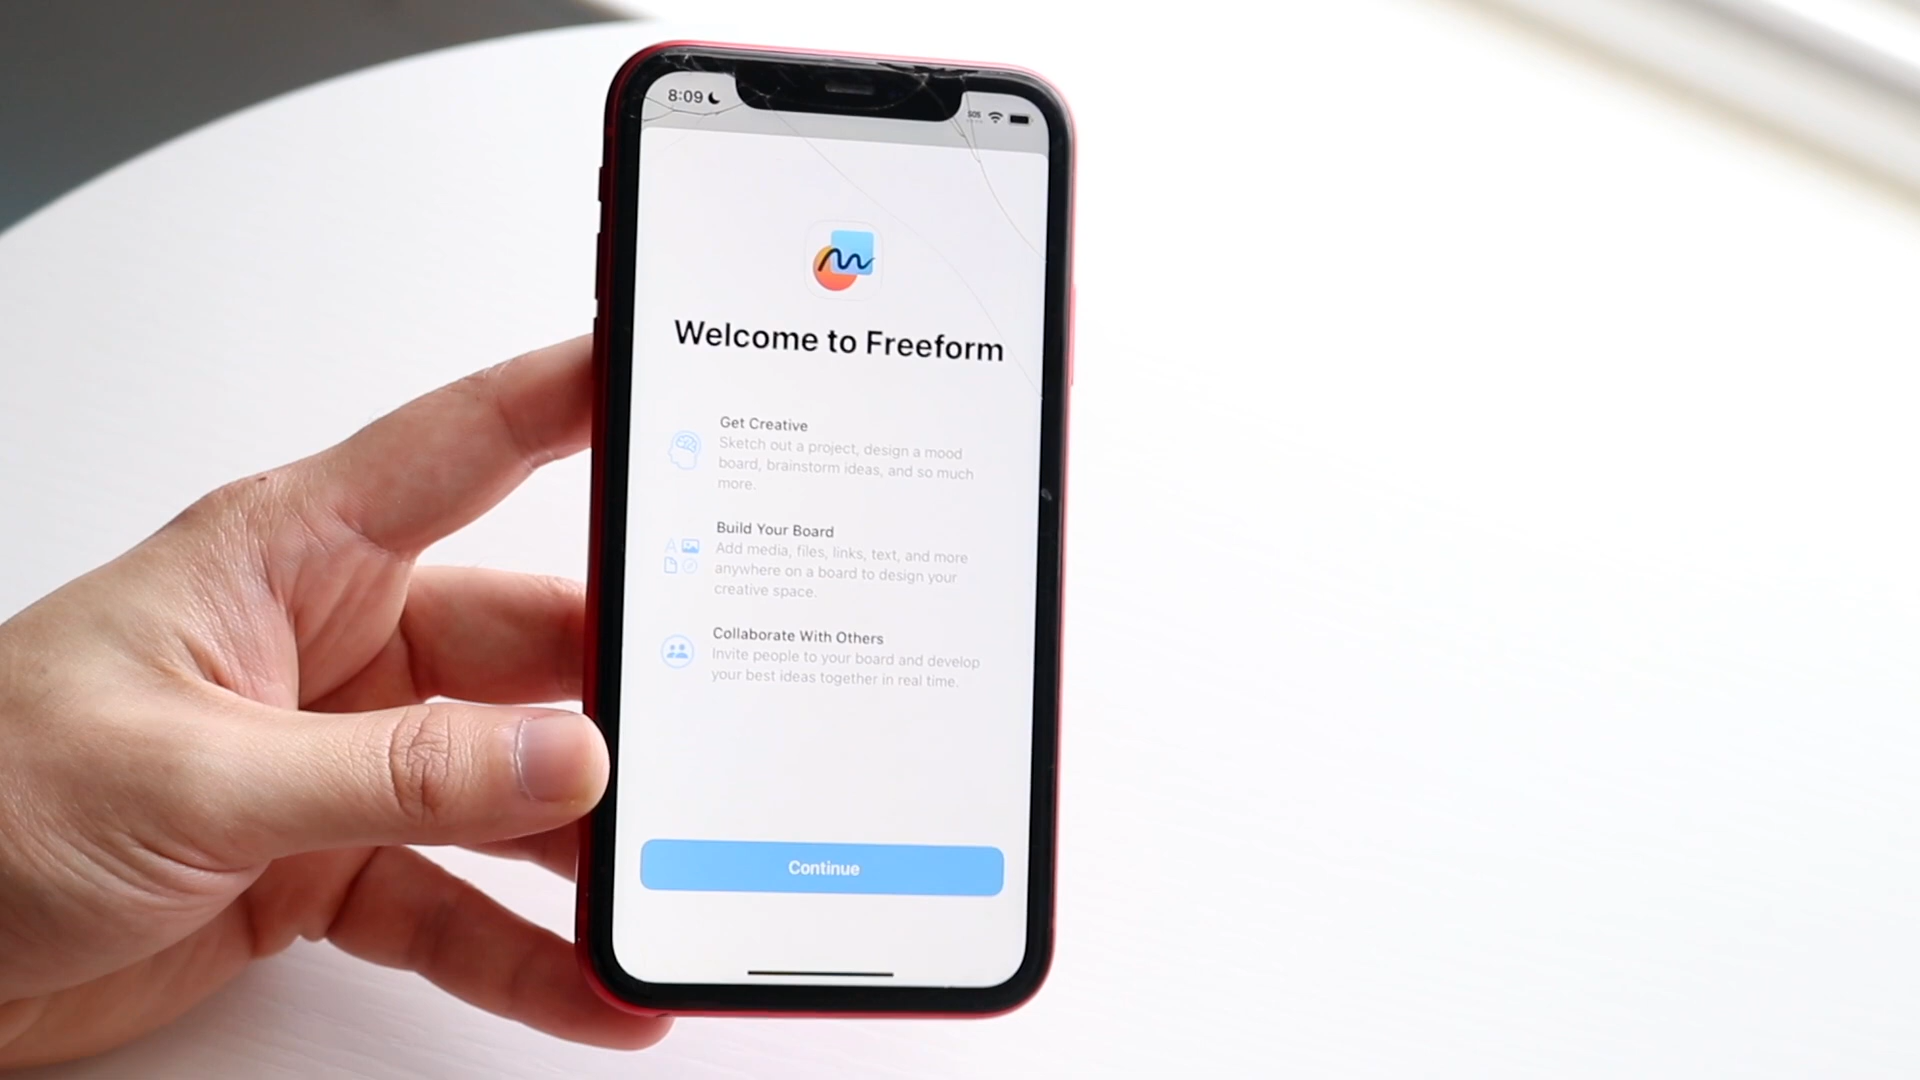 8:09
SOS
Welcome to Freeform
Get Creative
Sketch out a project, design a mood
board, brainstorm ideas, and so much
more.
Build Your Board
Add media, files, links, text, and more
anywhere on a board to design your
creative space.
Collaborate With Others
Invite people to your board and develop
your best ideas together in real time.
Continue